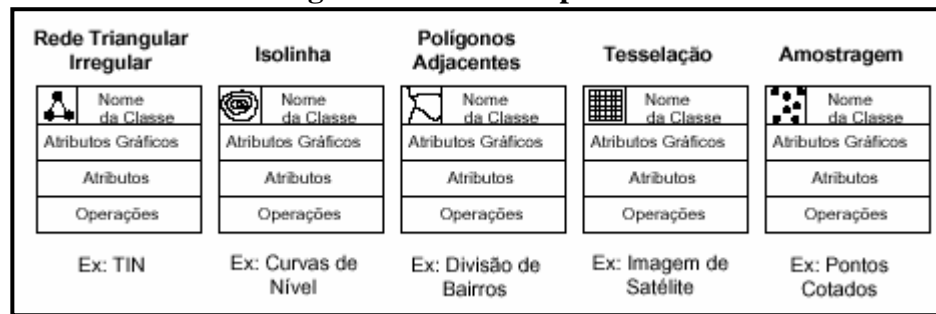 Rede Triangular
Irregular
Nome
da Classe
Atributos Gráficos
Atributos
Operações
Ex: TIN
Isolinha
Nome
da Classe
Atributos Gráficos
Atributos
Operações
Ex: Curvas de
Nível
Polígonos
Adjacentes
Nome
da Classe
Atributos Gráficos
Atributos
Operações
Ex: Divisão de
Bairros
Tesselação
Nome
da Classe
Atributos Gráficos
Atributos
Operações
Ex: Imagem de
Satélite
Amostragem
Nome
da Classe
Atributos Gráficos
Atributos
Operações
Ex: Pontos
Cotados